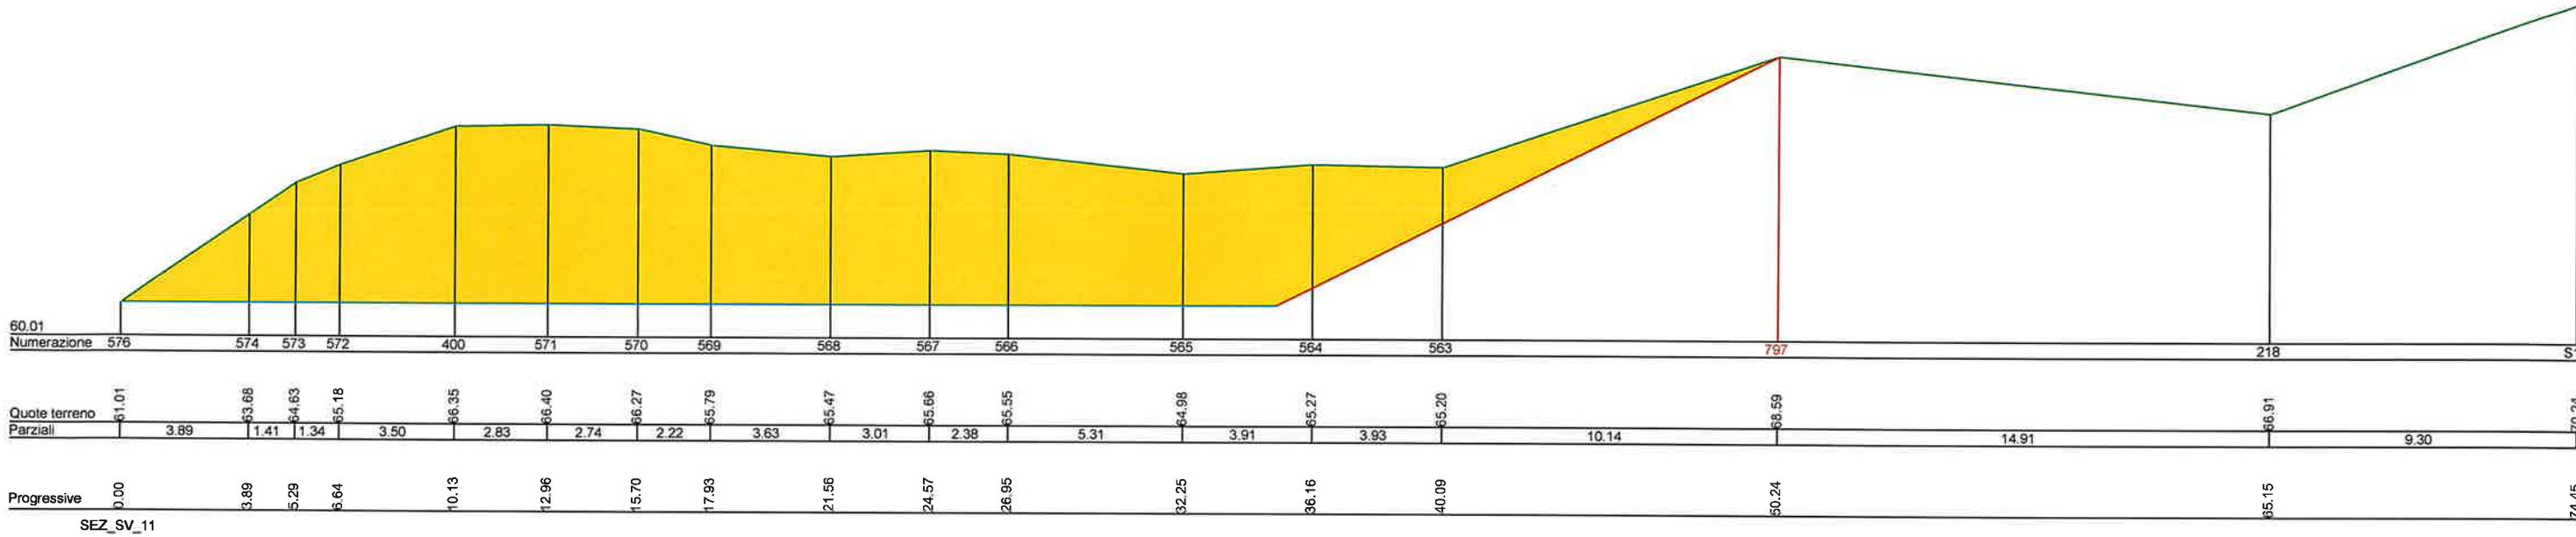 60.01
Numerazione 576 574 573 572 400 571 570 569 568 567 566 565 564 563 797 218
Quote terreno 61.01 63.68 64.63 65.18 66.35 66.40 66.27 65.79 65.47 65.66 65.55 64.98 65.27 65.20 68.59 66.91
Parziali 3.89 1.41 1.34 3.50 2.83 2.74 2.22 3.63 3.01 2.38 5.31 3.91 3.93 10.14 14.91 9.30
Progressive 0.00 3.89 5.29 6.64 10.13 12.96 15.70 17.93 21.56 24.57 26.95 32.25 36.16 40.09 50.24 65.15
SEZ_SV_11